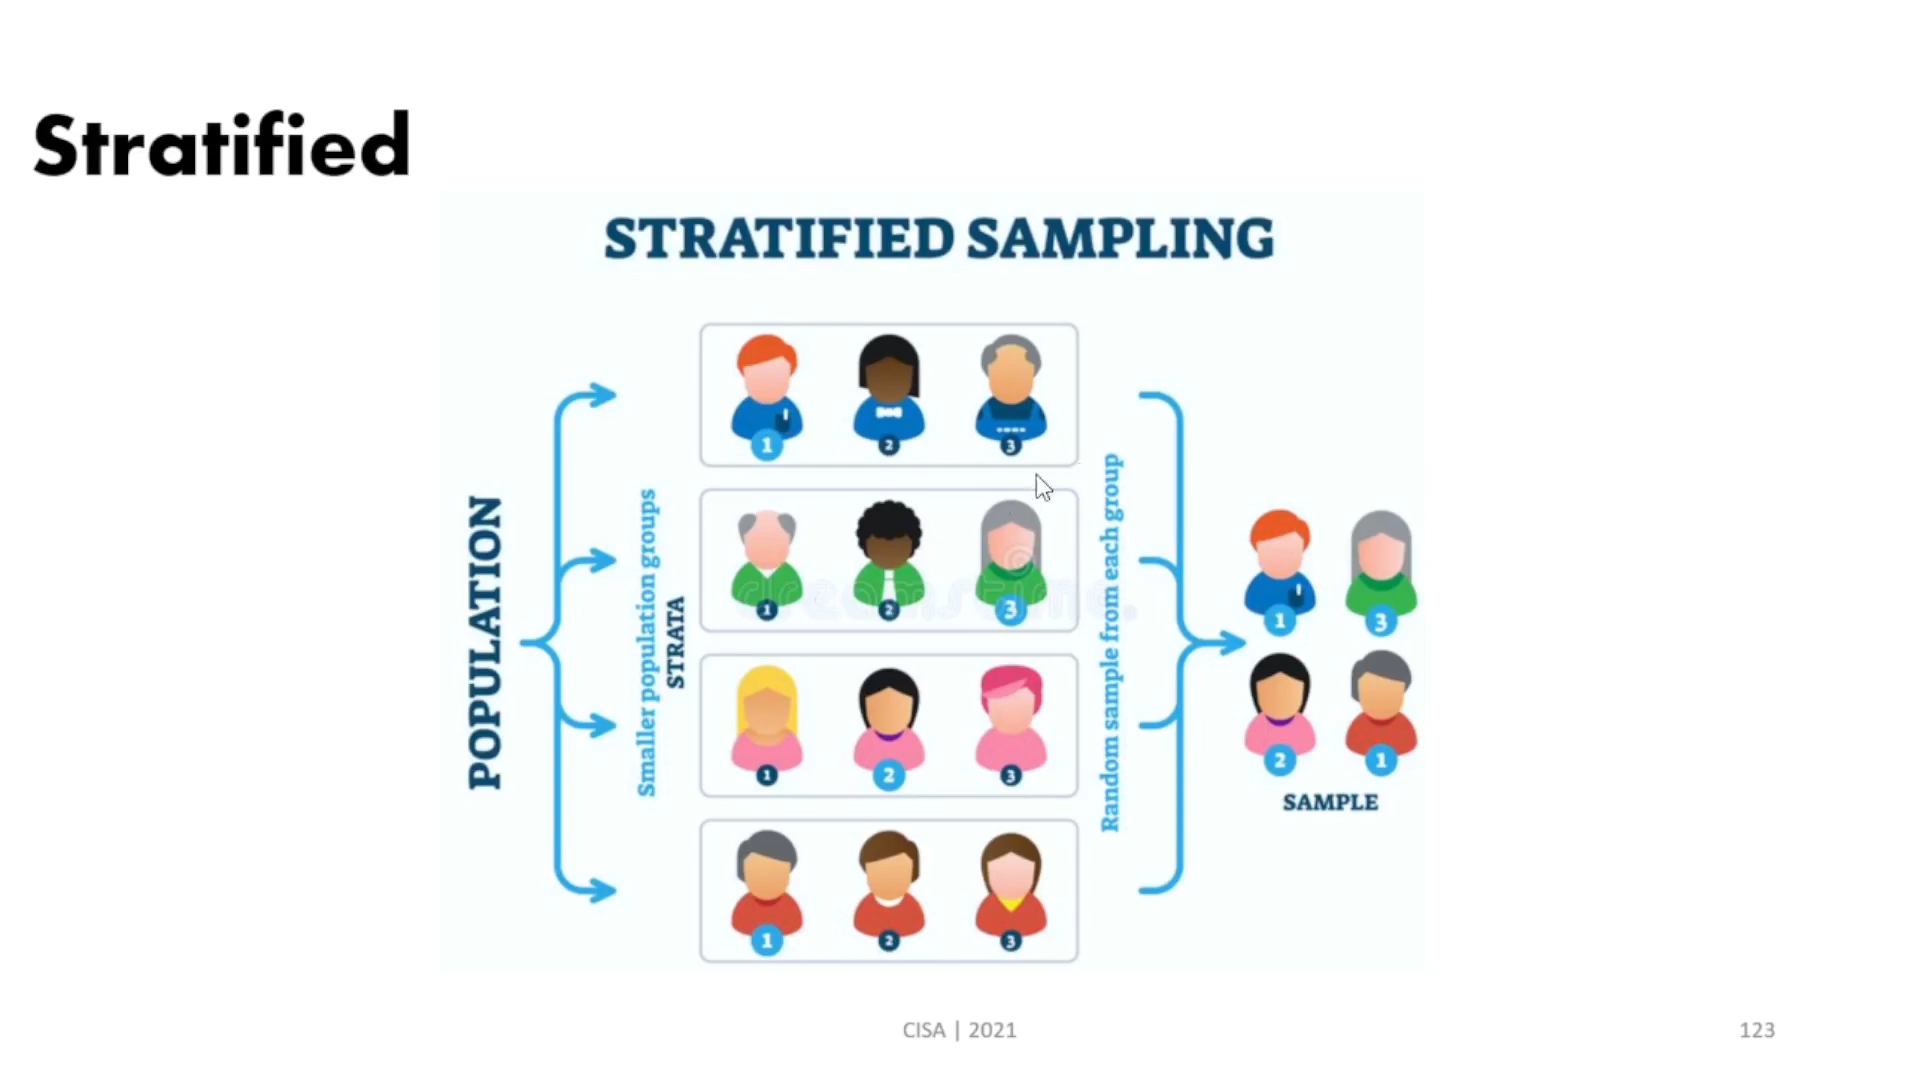 Stratified
STRATIFIED SAMPLING
POPULATION
Smaller population groups
STRATA
1 2 3
1 2 3
1 2 3
1 2 3
dreamstime.
Random sample from each group
1 3
2 1
SAMPLE
CISA | 2021
123